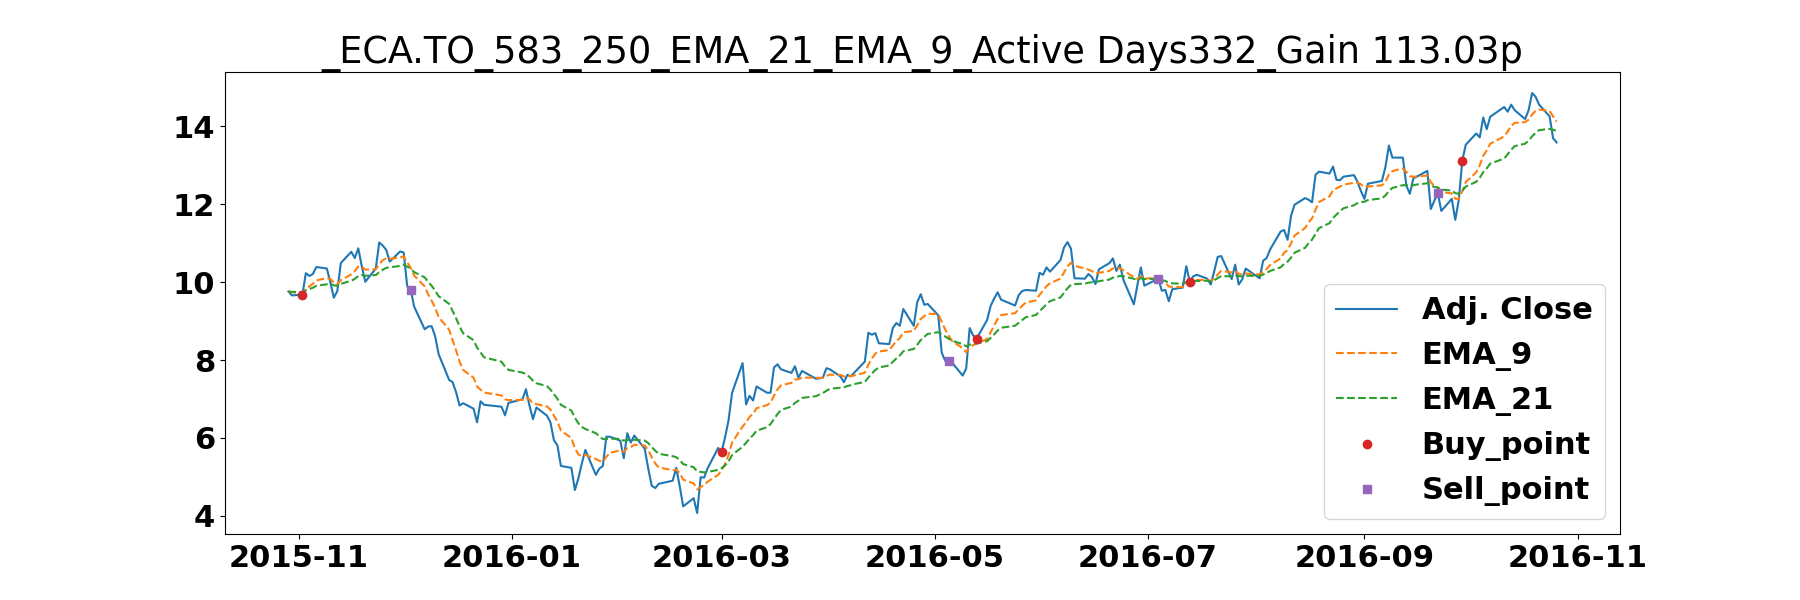 _ECA.TO_583_250_EMA_21_EMA_9_Active Days332_Gain 113.03p
14
12
10
8
6
4
Adj. Close
EMA_9
EMA_21
Buy_point
Sell_point
2015-11 2016-01 2016-03 2016-05 2016-07 2016-09 2016-11